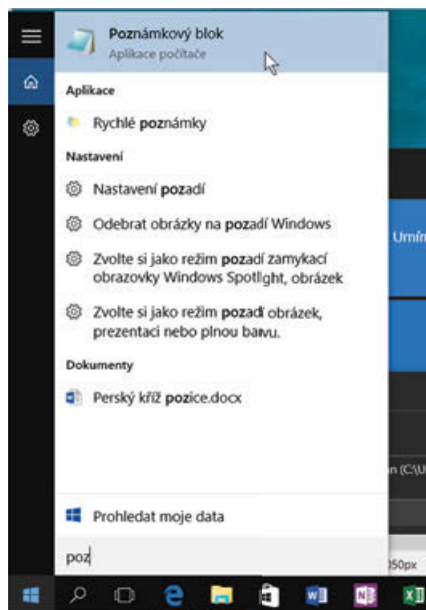 Poznámkový blok
Aplikace počítače
Aplikace
Rychlé poznámky
Nastavení
Nastavení pozadí
Odebrat obrázky na pozadí Windows
Zvolte si jako režim pozadí zamykací
obrazovky Windows Spotlight, obrázek
Zvolte si jako režim pozadí obrázek,
prezentaci nebo plnou barvu.
Dokumenty
Perský kříž pozice.docx
Prohledat moje data
poz
(C:\U
050px